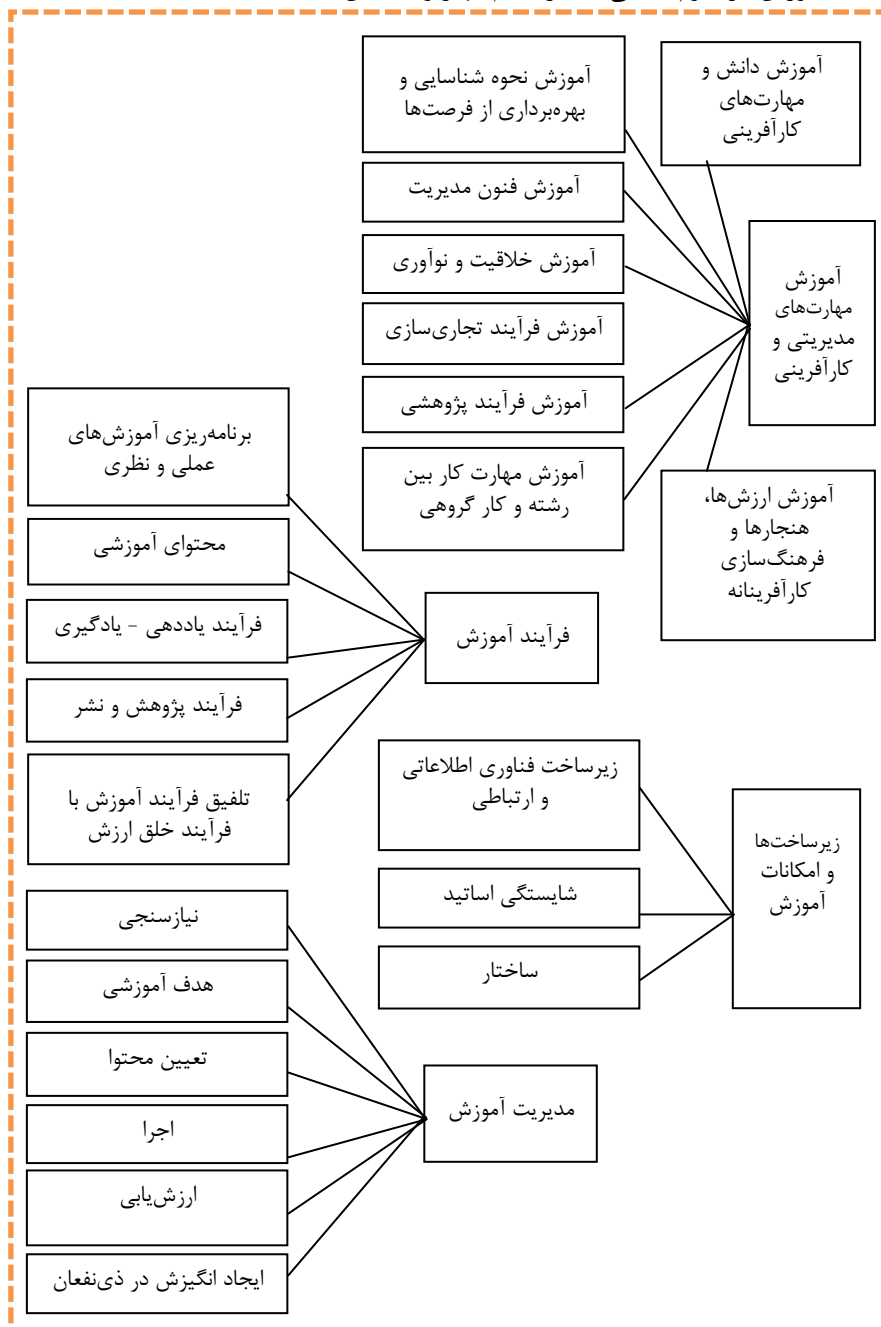 آموزش دانش و
مهارت‌های
کارآفرینی
آموزش نحوه شناسایی و
بهره‌برداری از فرصت‌ها
آموزش فنون مدیریت
آموزش خلاقیت و نوآوری
آموزش فرآیند تجاری‌سازی
آموزش فرآیند پژوهشی
آموزش مهارت کار بین
رشته و کار گروهی
آموزش
مهارت‌های
مدیریتی و
کارآفرینی
آموزش ارزش‌ها،
هنجارها و
فرهنگ‌سازی
کارآفرینانه
برنامه‌ریزی آموزش‌های
عملی و نظری
محتوای آموزشی
فرآیند یاددهی - یادگیری
فرآیند پژوهش و نشر
تلفیق فرآیند آموزش با
فرآیند خلق ارزش
فرآیند آموزش
زیرساخت فناوری اطلاعاتی
و ارتباطی
شایستگی اساتید
ساختار
زیرساخت‌ها
و امکانات
آموزش
نیازسنجی
هدف آموزشی
تعیین محتوا
اجرا
ارزش‌یابی
ایجاد انگیزش در ذی‌نفعان
مدیریت آموزش